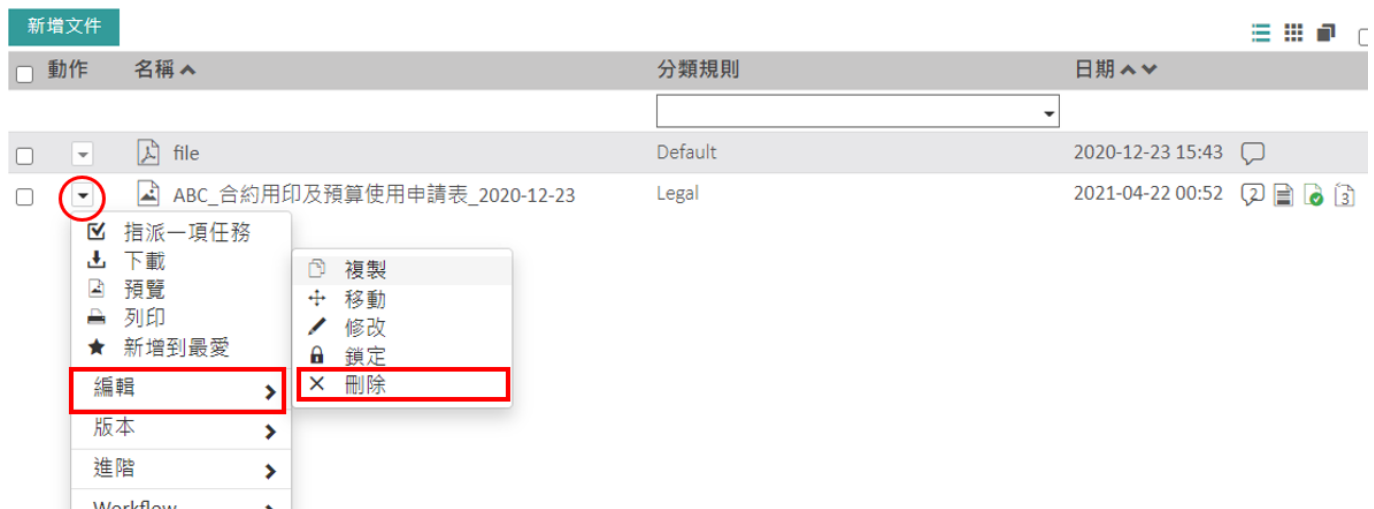 新增文件
動作 名稱 分類規則 日期
file Default 2020-12-23 15:43
ABC_合約用印及預算使用申請表_2020-12-23 Legal 2021-04-22 00:52 2 3
指派一項任務
下載
預覽
列印
新增到最愛
編輯
版本
進階
Workflow
複製
移動
修改
鎖定
刪除